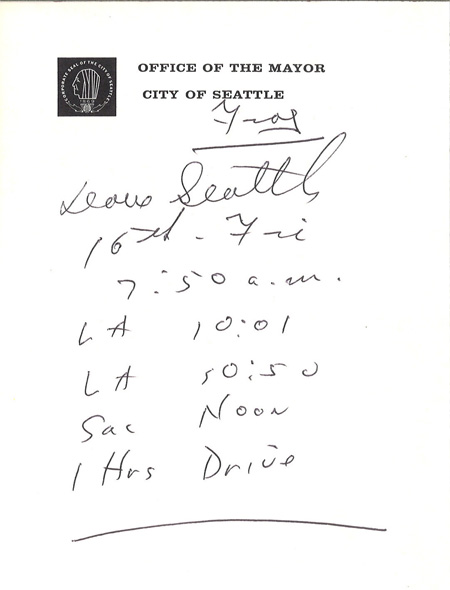 OFFICE OF THE MAYOR
CITY OF SEATTLE
Leave Seattle
16th - Fri
7:50 a.m.
LA 10:01
LA 10:50
Sac Noon
1 Hrs Drive